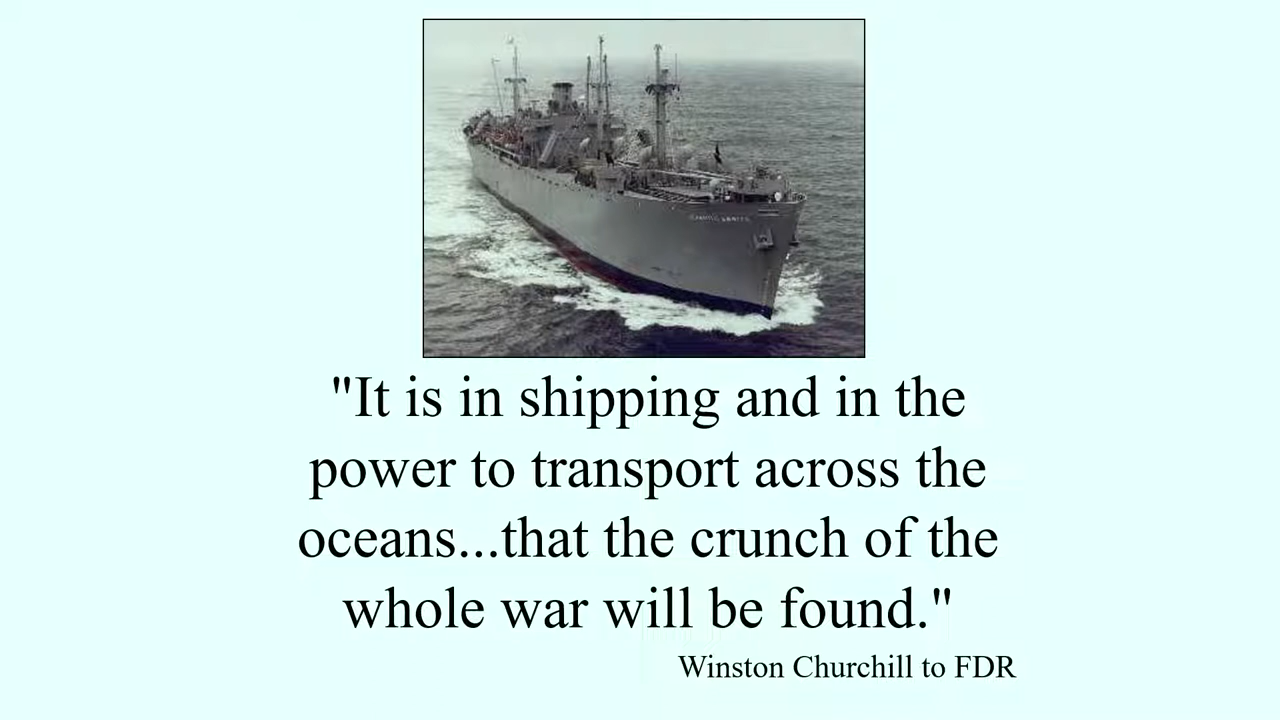 "It is in shipping and in the
power to transport across the
oceans...that the crunch of the
whole war will be found."
Winston Churchill to FDR